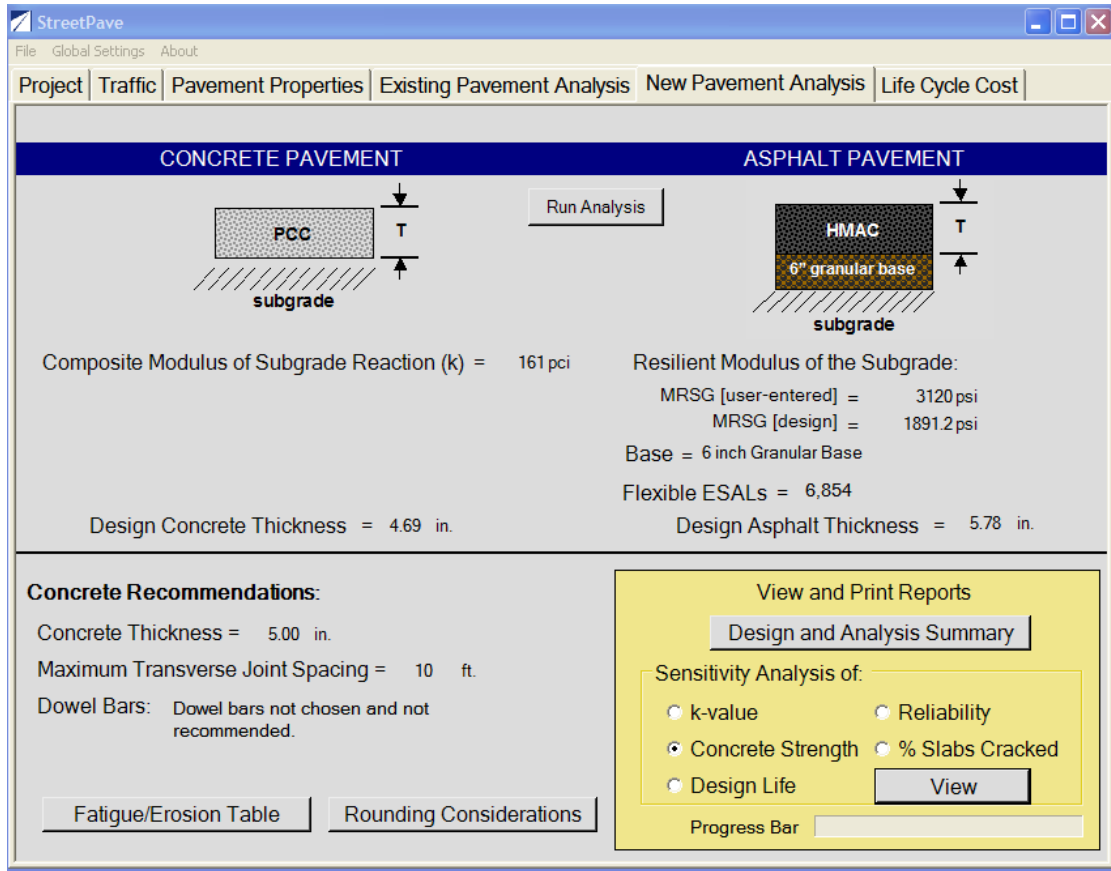 StreetPave
File Global Settings About
Project Traffic Pavement Properties Existing Pavement Analysis New Pavement Analysis Life Cycle Cost
CONCRETE PAVEMENT
ASPHALT PAVEMENT
Run Analysis
PCC
T
subgrade
HMAC
T
6" granular base
subgrade
Composite Modulus of Subgrade Reaction (k) = 161 pci
Resilient Modulus of the Subgrade:
MRSG [user-entered] = 3120 psi
MRSG [design] = 1891.2 psi
Base = 6 inch Granular Base
Flexible ESALs = 6,854
Design Concrete Thickness = 4.69 in.
Design Asphalt Thickness = 5.78 in.
Concrete Recommendations:
Concrete Thickness = 5.00 in.
Maximum Transverse Joint Spacing = 10 ft.
Dowel Bars: Dowel bars not chosen and not
recommended.
Fatigue/Erosion Table
Rounding Considerations
View and Print Reports
Design and Analysis Summary
Sensitivity Analysis of:
k-value
Reliability
Concrete Strength
% Slabs Cracked
Design Life
View
Progress Bar